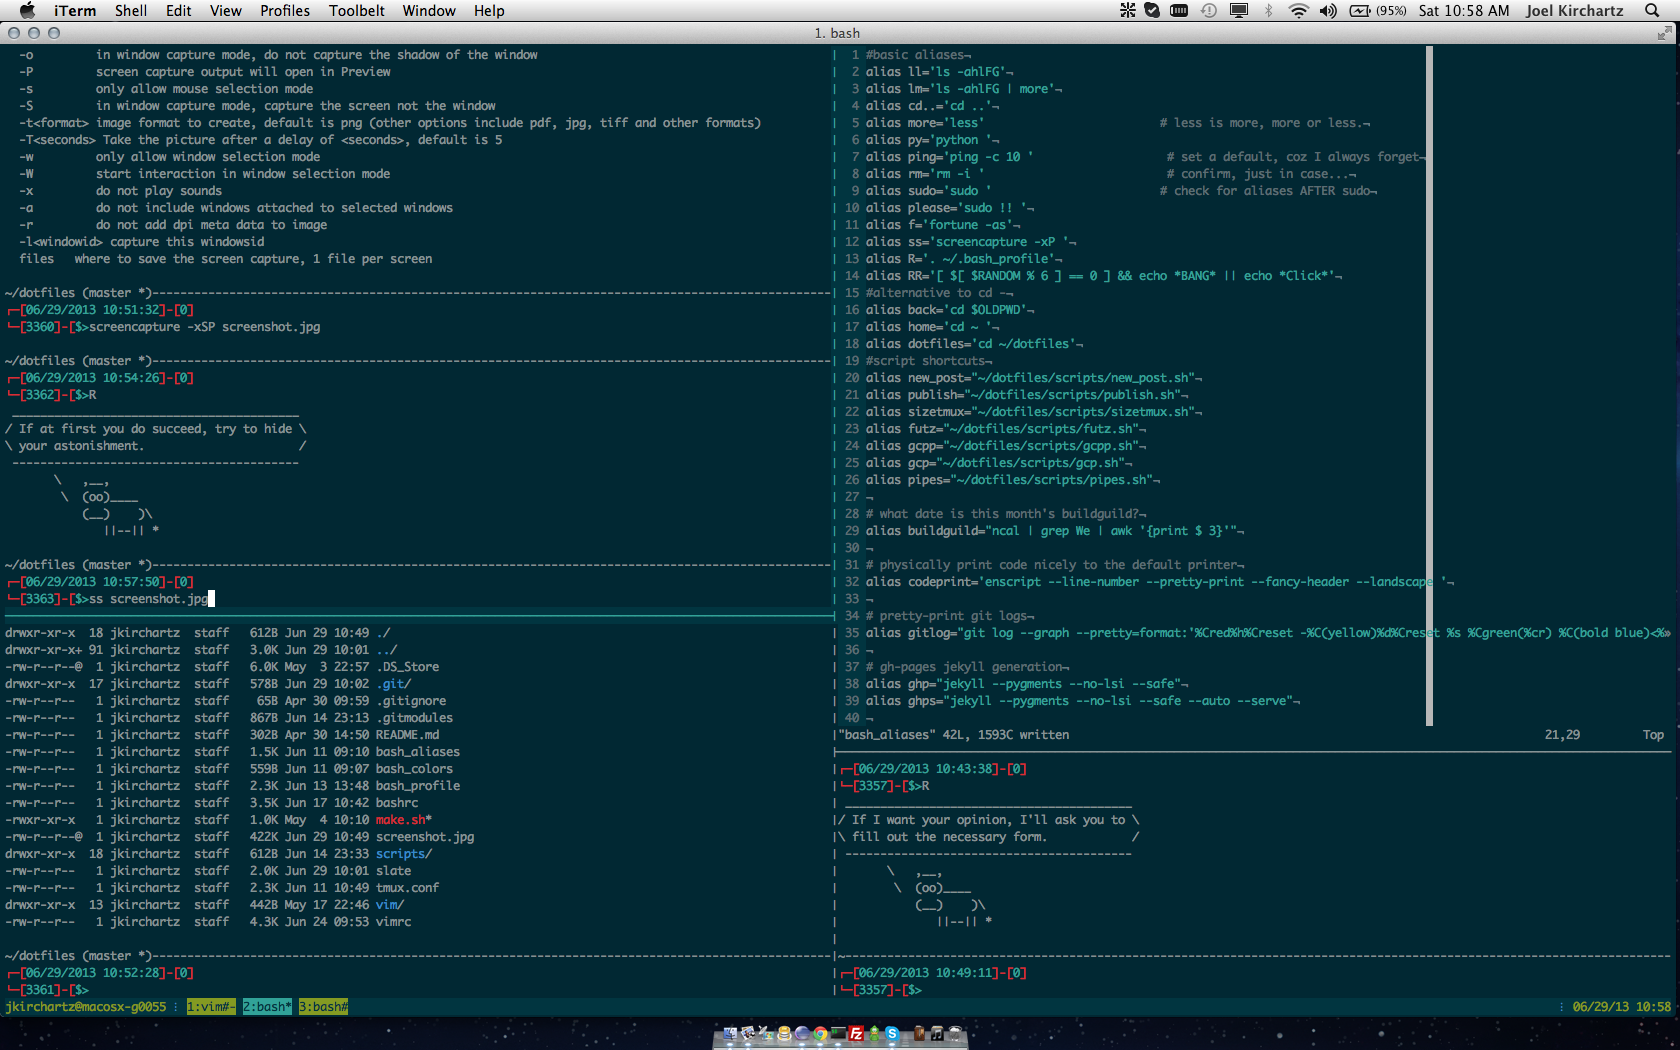 iTerm Shell Edit View Profiles Toolbelt Window Help (95%) Sat 10:58 AM Joel Kirchartz
1. bash
-o in window capture mode, do not capture the shadow of the window
-P screen capture output will open in Preview
-s only allow mouse selection mode
-S in window capture mode, capture the screen not the window
-t<format> image format to create, default is png (other options include pdf, jpg, tiff and other formats)
-T<seconds> Take the picture after a delay of <seconds>, default is 5
-w only allow window selection mode
-W start interaction in window selection mode
-x do not play sounds
-a do not include windows attached to selected windows
-r do not add dpi meta data to image
-l<windowid> capture this windowsid
files where to save the screen capture, 1 file per screen
~/dotfiles (master *)--------------------
[06/29/2013 10:51:32]-[0]
[3360]-[$>screencapture -xSP screenshot.jpg
~/dotfiles (master *)--------------------
[06/29/2013 10:54:26]-[0]
[3362]-[$>R
_________________________________________
/ If at first you do succeed, try to hide \
\ your astonishment. /
-----------------------------------------
\ ,__,
\ (oo)____
(__) )\
||--|| *
~/dotfiles (master *)--------------------
[06/29/2013 10:57:50]-[0]
[3363]-[$>ss screenshot.jpg
drwxr-xr-x 18 jkirchartz staff 612B Jun 29 10:49 ./
drwxr-xr-x+ 91 jkirchartz staff 3.0K Jun 29 10:01 ../
-rw-r--r--@ 1 jkirchartz staff 6.0K May 3 22:57 .DS_Store
drwxr-xr-x 17 jkirchartz staff 578B Jun 29 10:02 .git/
-rw-r--r-- 1 jkirchartz staff 65B Apr 30 09:59 .gitignore
-rw-r--r-- 1 jkirchartz staff 867B Jun 14 23:13 .gitmodules
-rw-r--r-- 1 jkirchartz staff 302B Apr 30 14:50 README.md
-rw-r--r-- 1 jkirchartz staff 1.5K Jun 11 09:10 bash_aliases
-rw-r--r-- 1 jkirchartz staff 559B Jun 11 09:07 bash_colors
-rw-r--r-- 1 jkirchartz staff 2.3K Jun 13 13:48 bash_profile
-rw-r--r-- 1 jkirchartz staff 3.5K Jun 17 10:42 bashrc
-rwxr-xr-x 1 jkirchartz staff 1.0K May 4 10:10 make.sh*
-rw-r--r--@ 1 jkirchartz staff 422K Jun 29 10:49 screenshot.jpg
drwxr-xr-x 18 jkirchartz staff 612B Jun 14 23:33 scripts/
-rw-r--r-- 1 jkirchartz staff 2.0K Jun 29 10:01 slate
-rw-r--r-- 1 jkirchartz staff 2.3K Jun 11 10:49 tmux.conf
drwxr-xr-x 13 jkirchartz staff 442B May 17 22:46 vim/
-rw-r--r-- 1 jkirchartz staff 4.3K Jun 24 09:53 vimrc
~/dotfiles (master *)--------------------
[06/29/2013 10:52:28]-[0]
[3361]-[$>
1 #basic aliases¬
2 alias ll='ls -ahlFG'¬
3 alias lm='ls -ahlFG | more'¬
4 alias cd..='cd ..'¬
5 alias more='less' # less is more, more or less.¬
6 alias py='python '¬
7 alias ping='ping -c 10 ' # set a default, coz I always forget¬
8 alias rm='rm -i ' # confirm, just in case...¬
9 alias sudo='sudo ' # check for aliases AFTER sudo¬
10 alias please='sudo !! '¬
11 alias f='fortune -as'¬
12 alias ss='screencapture -xP '¬
13 alias R='. ~/.bash_profile'¬
14 alias RR='[ $[ $RANDOM % 6 ] == 0 ] && echo *BANG* || echo *Click*'¬
15 #alternative to cd -¬
16 alias back='cd $OLDPWD'¬
17 alias home='cd ~ '¬
18 alias dotfiles='cd ~/dotfiles'¬
19 #script shortcuts¬
20 alias new_post="~/dotfiles/scripts/new_post.sh"¬
21 alias publish="~/dotfiles/scripts/publish.sh"¬
22 alias sizetmux="~/dotfiles/scripts/sizetmux.sh"¬
23 alias futz="~/dotfiles/scripts/futz.sh"¬
24 alias gcpp="~/dotfiles/scripts/gcpp.sh"¬
25 alias gcp="~/dotfiles/scripts/gcp.sh"¬
26 alias pipes="~/dotfiles/scripts/pipes.sh"¬
27 ¬
28 # what date is this month's buildguild?¬
29 alias buildguild="ncal | grep We | awk '{print $ 3}'"¬
30 ¬
31 # physically print code nicely to the default printer¬
32 alias codeprint='enscript --line-number --pretty-print --fancy-header --landscape '¬
33 ¬
34 # pretty-print git logs¬
35 alias gitlog="git log --graph --pretty=format:'%Cred%h%Creset -%C(yellow)%d%Creset %s %Cgreen(%cr) %C(bold blue)<%»
36 ¬
37 # gh-pages jekyll generation¬
38 alias ghp="jekyll --pygments --no-lsi --safe"¬
39 alias ghps="jekyll --pygments --no-lsi --safe --auto --serve"¬
40 ¬
"bash_aliases" 42L, 1593C written 21,29 Top
[06/29/2013 10:43:38]-[0]
[3357]-[$>R
_________________________________________
/ If I want your opinion, I'll ask you to \
\ fill out the necessary form. /
-----------------------------------------
\ ,__,
\ (oo)____
(__) )\
||--|| *
~--------------------
[06/29/2013 10:49:11]-[0]
[3357]-[$>
jkirchartz@macosx-g0055 1:vim#- 2:bash* 3:bash# 06/29/13 10:58